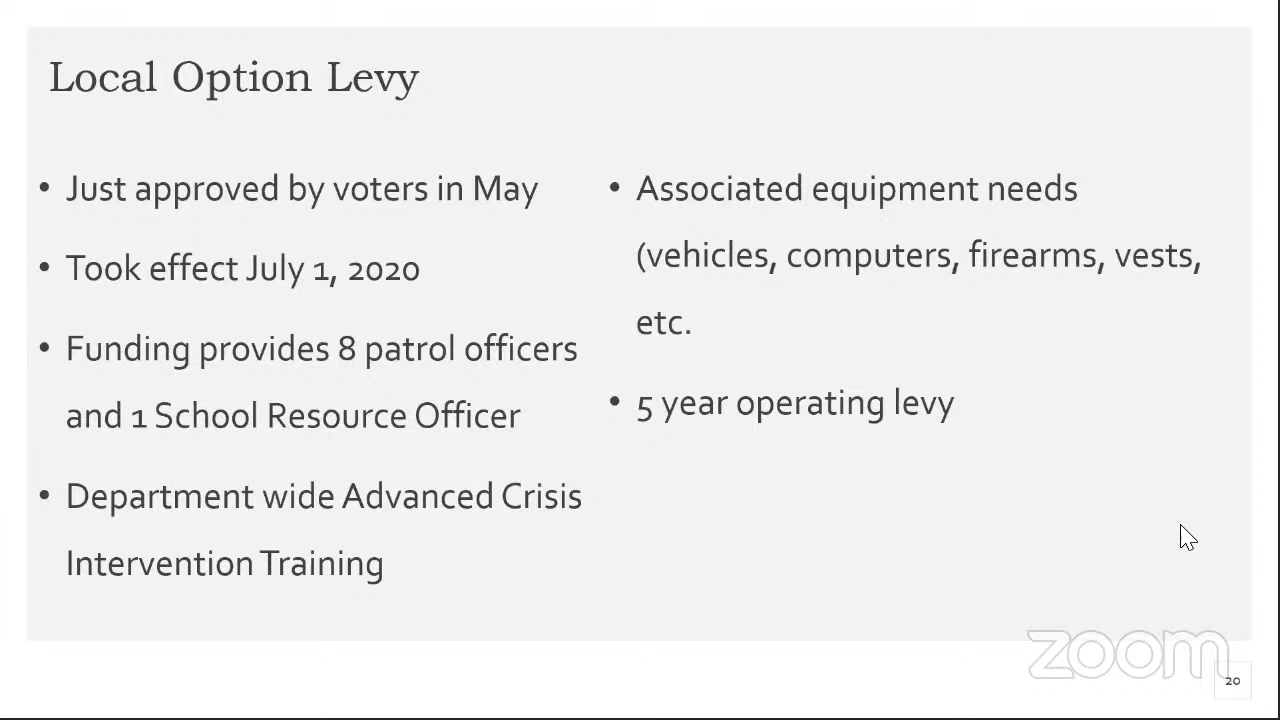 Local Option Levy
• Just approved by voters in May
• Took effect July 1, 2020
• Funding provides 8 patrol officers
and 1 School Resource Officer
• Department wide Advanced Crisis
Intervention Training
• Associated equipment needs
(vehicles, computers, firearms, vests,
etc.
• 5 year operating levy
zoom
20